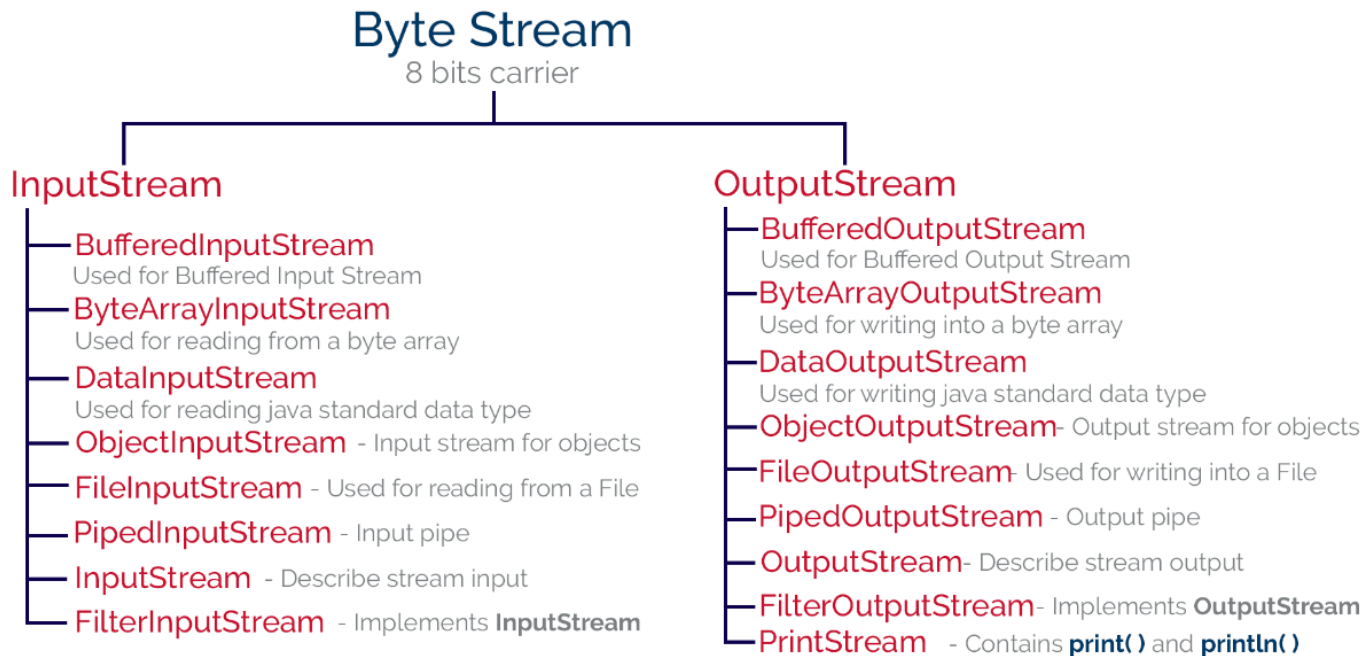 Byte Stream
8 bits carrier
InputStream
BufferedInputStream
Used for Buffered Input Stream
ByteArrayInputStream
Used for reading from a byte array
DataInputStream
Used for reading java standard data type
ObjectInputStream - Input stream for objects
FileInputStream - Used for reading from a File
PipedInputStream - Input pipe
InputStream - Describe stream input
FilterInputStream - Implements InputStream
OutputStream
BufferedOutputStream
Used for Buffered Output Stream
ByteArrayOutputStream
Used for writing into a byte array
DataOutputStream
Used for writing java standard data type
ObjectOutputStream - Output stream for objects
FileOutputStream - Used for writing into a File
PipedOutputStream - Output pipe
OutputStream - Describe stream output
FilterOutputStream - Implements OutputStream
PrintStream - Contains print( ) and println( )